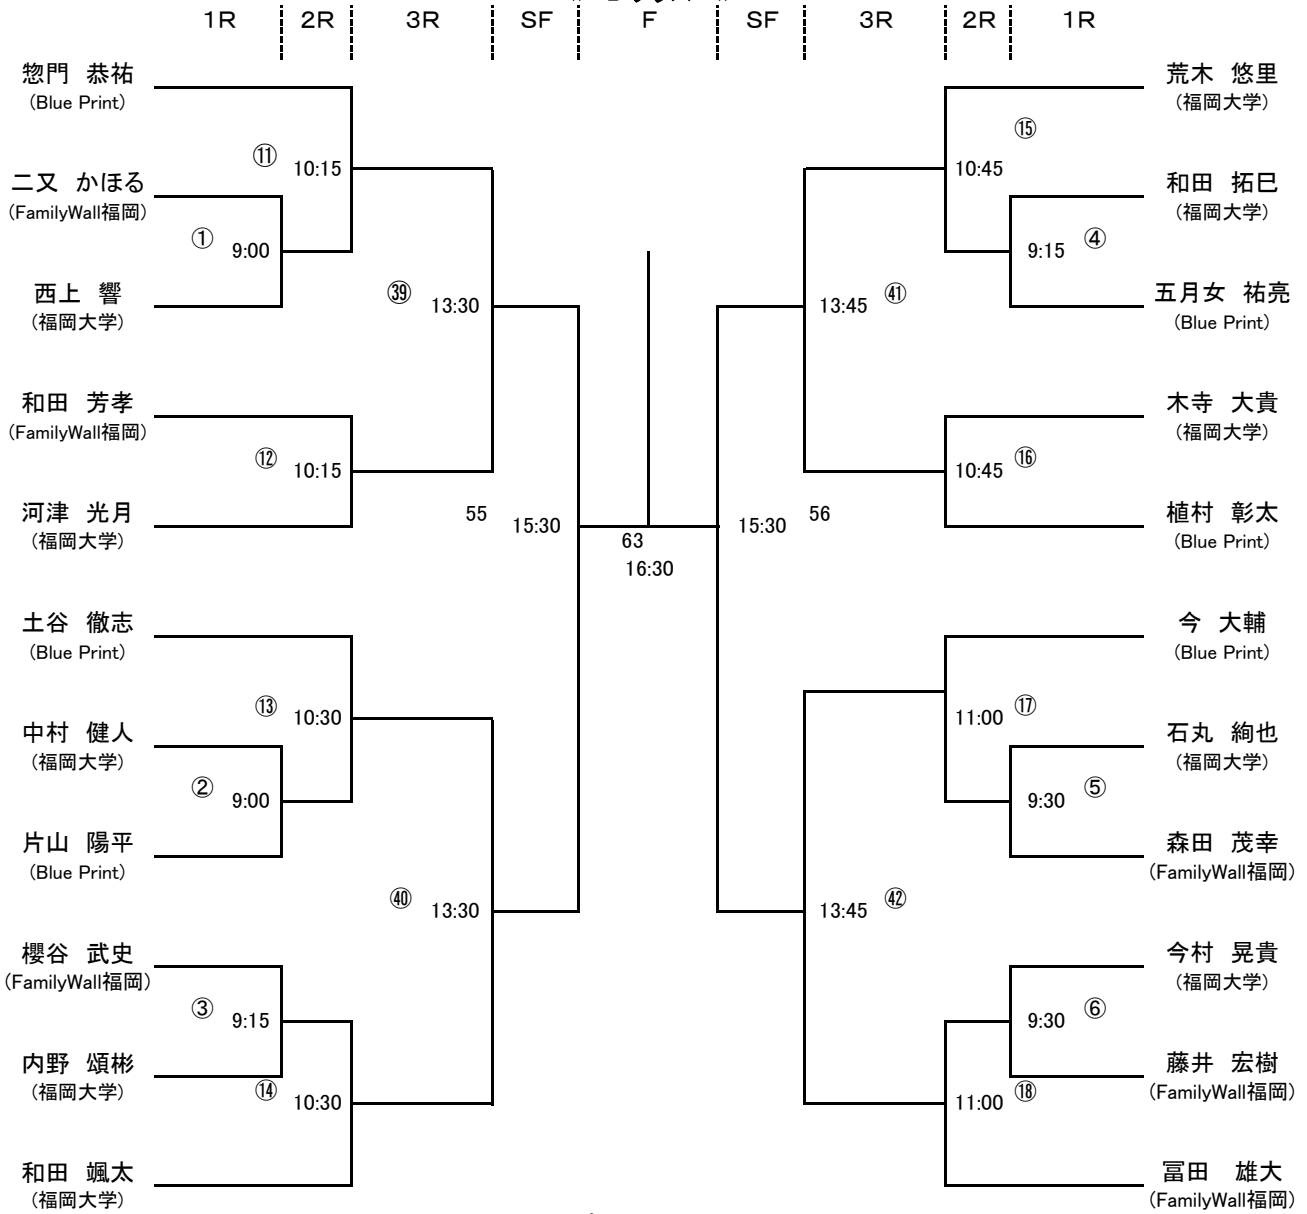 1R 2R 3R SF F SF 3R 2R 1R
惣門 恭祐
(Blue Print)
⑪ 10:15
二又 かほる
(FamilyWall福岡)
① 9:00
西上 響
(福岡大学)
㊴ 13:30
和田 芳孝
(FamilyWall福岡)
⑫ 10:15
河津 光月
(福岡大学)
55
15:30
土谷 徹志
(Blue Print)
⑬ 10:30
中村 健人
(福岡大学)
② 9:00
片山 陽平
(Blue Print)
㊵ 13:30
櫻谷 武史
(FamilyWall福岡)
③ 9:15
内野 頌彬
(福岡大学)
⑭ 10:30
和田 颯太
(福岡大学)
63
16:30
荒木 悠里
(福岡大学)
⑮
10:45
和田 拓巳
(福岡大学)
9:15 ④
五月女 祐亮
(Blue Print)
13:45 ㊶
木寺 大貴
(福岡大学)
10:45 ⑯
植村 彰太
(Blue Print)
15:30 56
今 大輔
(Blue Print)
11:00 ⑰
石丸 絢也
(福岡大学)
9:30 ⑤
森田 茂幸
(FamilyWall福岡)
13:45 ㊷
今村 晃貴
(福岡大学)
9:30 ⑥
藤井 宏樹
(FamilyWall福岡)
11:00 ⑱
冨田 雄大
(FamilyWall福岡)